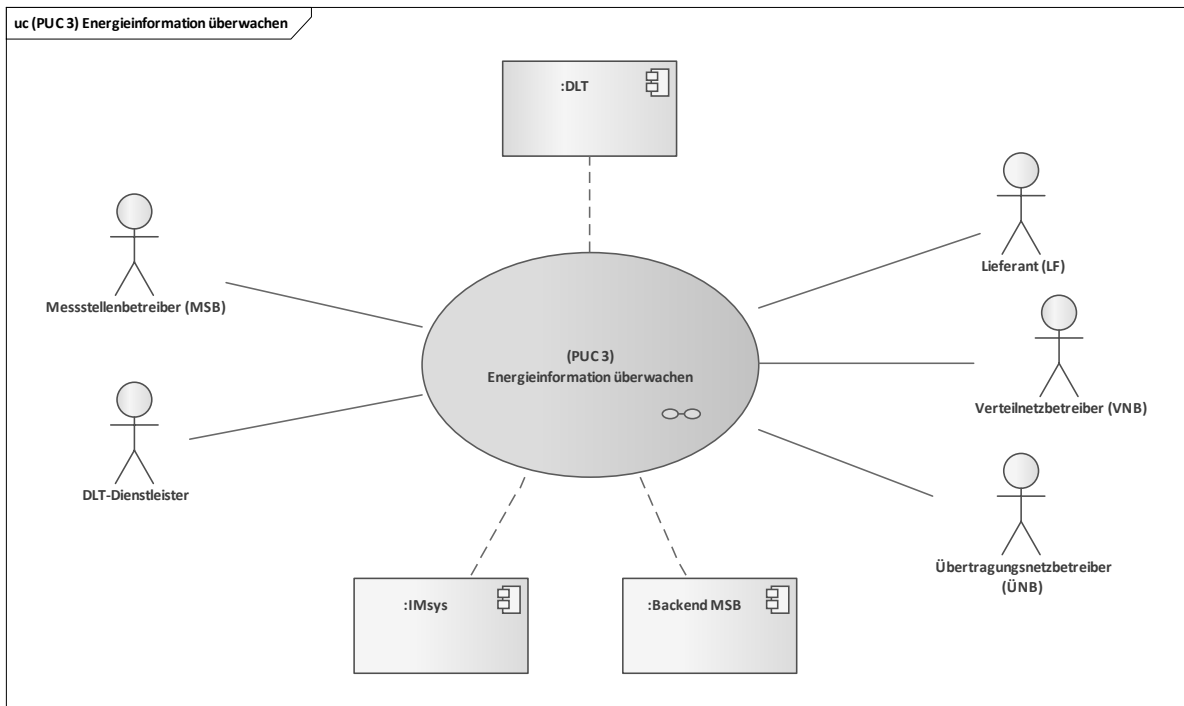 uc (PUC 3) Energieinformation überwachen
:DLT
Messstellenbetreiber (MSB)
DLT-Dienstleister
(PUC 3)
Energieinformation überwachen
Lieferant (LF)
Verteilnetzbetreiber (VNB)
Übertragungsnetzbetreiber
(ÜNB)
:IMsys
:Backend MSB